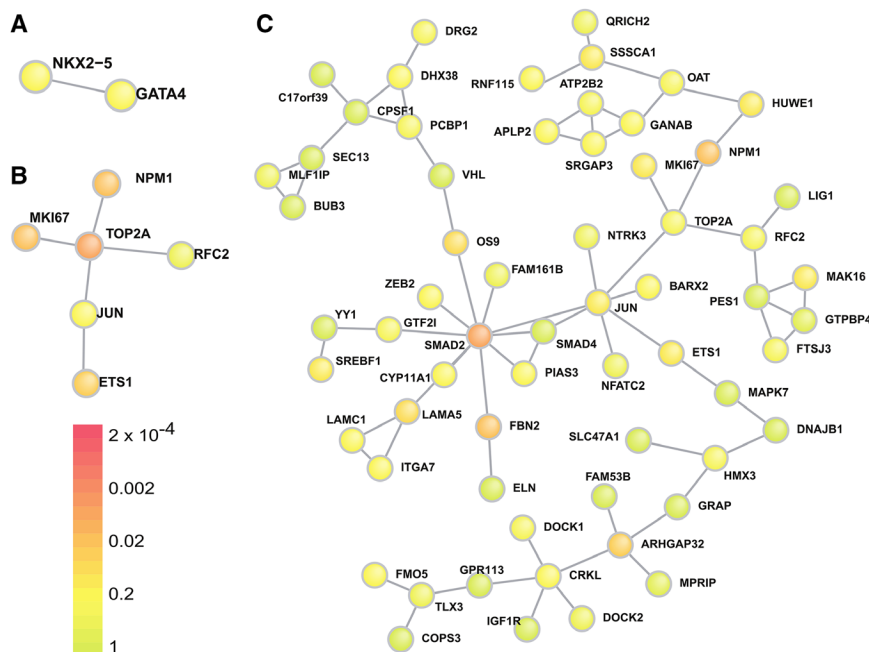 A
NKX2−5
GATA4
B
NPM1
MKI67
TOP2A
RFC2
JUN
ETS1
2 x 10⁻⁴
0.002
0.02
0.2
1
C
DRG2
QRICH2
SSSCA1
C17orf39
DHX38
RNF115
ATP2B2
OAT
HUWE1
CPSF1
PCBP1
APLP2
GANAB
SEC13
SRGAP3
NPM1
MLF1IP
VHL
MKI67
BUB3
LIG1
TOP2A
OS9
NTRK3
RFC2
FAM161B
ZEB2
BARX2
MAK16
YY1
GTF2I
JUN
PES1
GTPBP4
SMAD2
SMAD4
SREBF1
ETS1
FTSJ3
CYP11A1
PIAS3
NFATC2
MAPK7
LAMC1
LAMA5
FBN2
SLC47A1
DNAJB1
ITGA7
HMX3
ELN
FAM53B
GRAP
DOCK1
ARHGAP32
FMO5
GPR113
CRKL
MPRIP
TLX3
IGF1R
DOCK2
COPS3